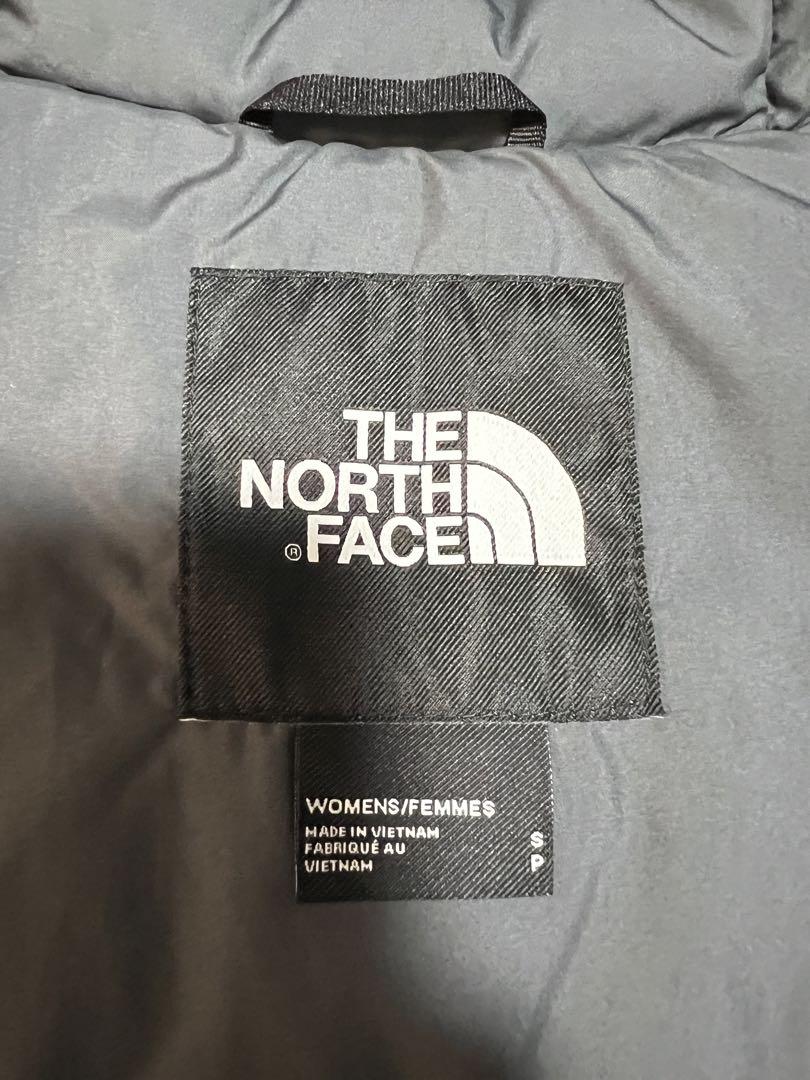 THE
NORTH
® FACE
WOMENS/FEMMES
MADE IN VIETNAM S
FABRIQUÉ AU
VIETNAM P